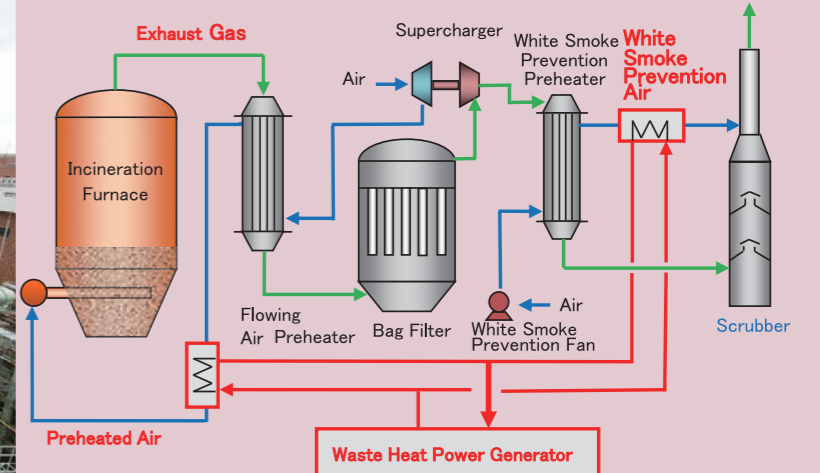 Exhaust Gas
Supercharger
Air
White Smoke
Prevention
Preheater
White
Smoke
Prevention
Air
Incineration
Furnace
Flowing
Air Preheater
Bag Filter
Air
White Smoke
Prevention Fan
Scrubber
Preheated Air
Waste Heat Power Generator